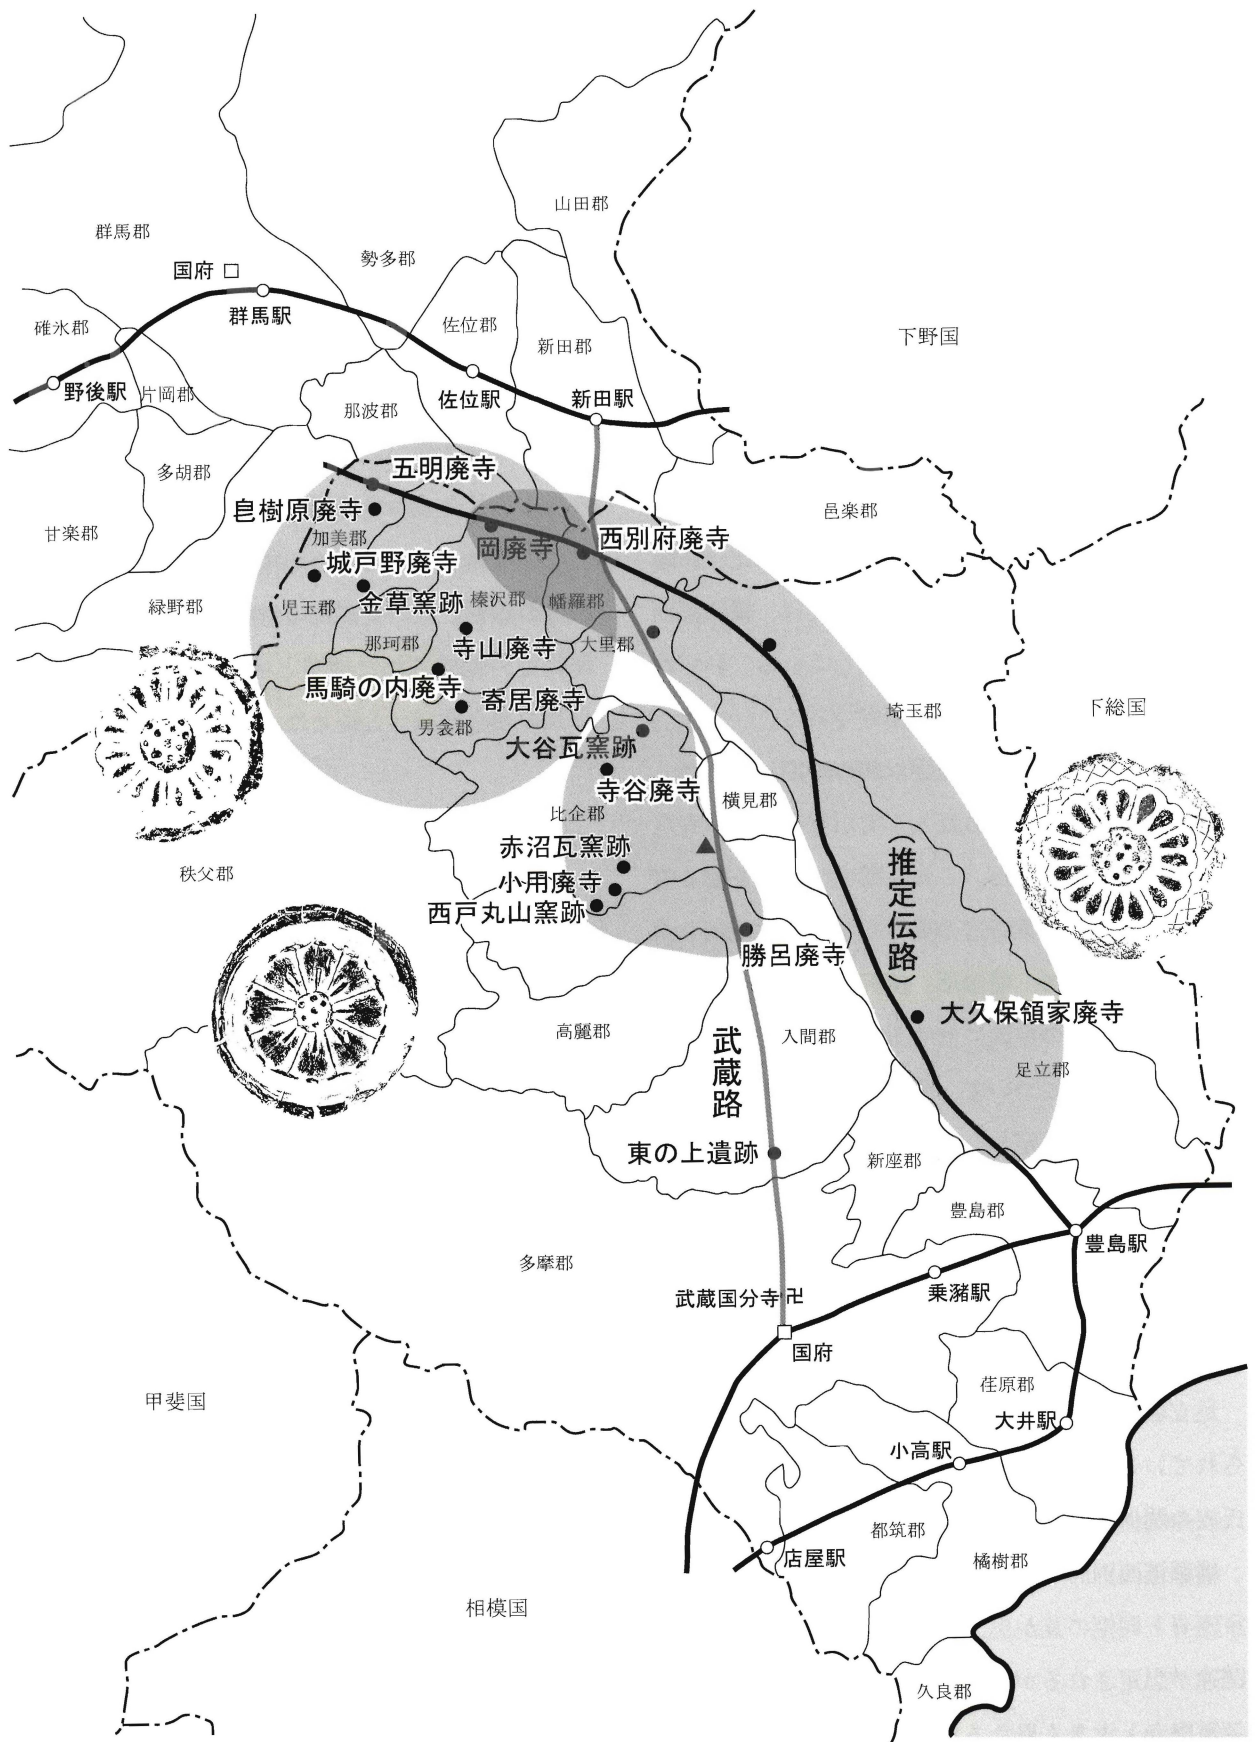 山田郡
群馬郡
勢多郡
国府
群馬駅
碓氷郡
佐位郡
新田郡
下野国
野後駅
片岡郡
佐位駅
新田駅
那波郡
多胡郡
五明廃寺
皀樹原廃寺
邑楽郡
甘楽郡
加美郡
岡廃寺
西別府廃寺
城戸野廃寺
金草窯跡
榛沢郡
幡羅郡
緑野郡
児玉郡
那珂郡
寺山廃寺
大里郡
馬騎の内廃寺
寄居廃寺
男衾郡
埼玉郡
下総国
大谷瓦窯跡
寺谷廃寺
横見郡
比企郡
赤沼瓦窯跡
小用廃寺
西戸丸山窯跡
秩父郡
(推定伝路)
勝呂廃寺
大久保領家廃寺
高麗郡
武蔵路
入間郡
足立郡
東の上遺跡
新座郡
豊島郡
豊島駅
多摩郡
乗潴駅
武蔵国分寺卍
国府
荏原郡
甲斐国
大井駅
小高駅
都筑郡
店屋駅
橘樹郡
相模国
久良郡